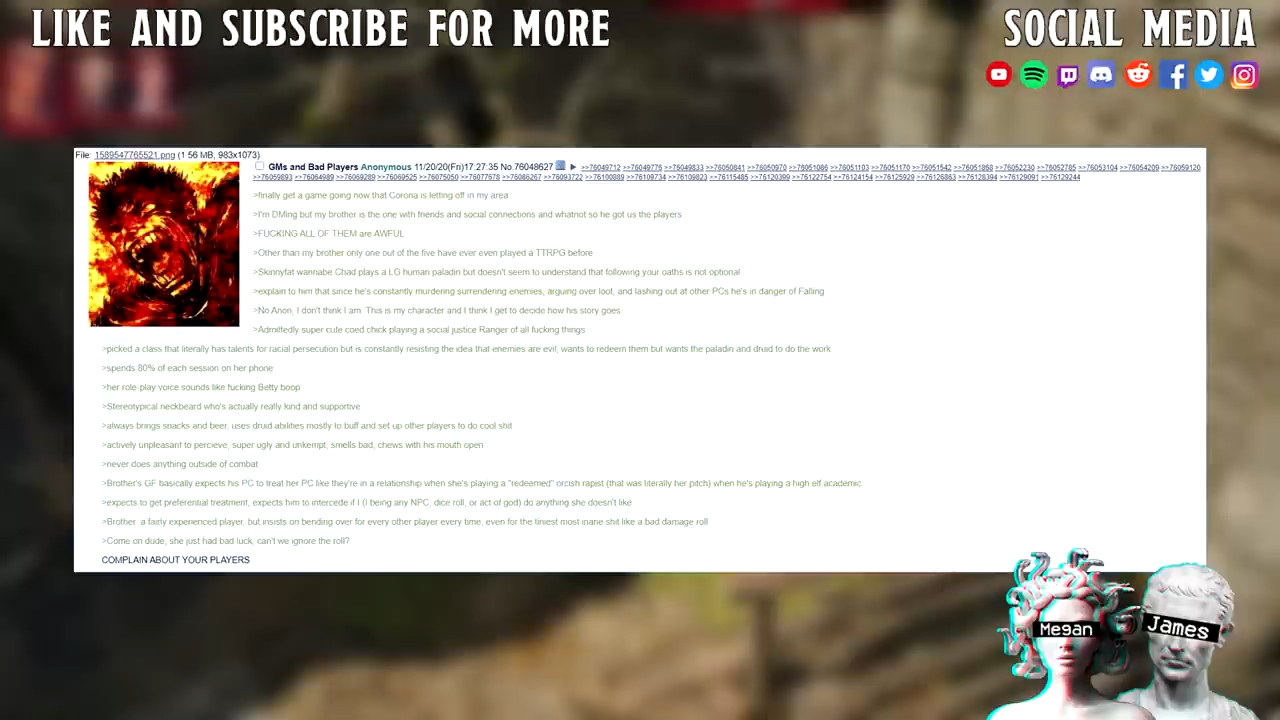 LIKE AND SUBSCRIBE FOR MORE
SOCIAL MEDIA
File: 1589547765521.png (1.56 MB, 983x1073)
GMs and Bad Players Anonymous 11/20/20(Fri)17:27:35 No.76048627
>finally get a game going now that Corona is letting off in my area
>I'm DMing but my brother is the one with friends and social connections and whatnot so he got us the players
>FUCKING ALL OF THEM are AWFUL
>Other than my brother only one out of the five have ever even played a TTRPG before
>Skinnyfat wannabe Chad plays a LG human paladin but doesn't seem to understand that following your oaths is not optional
>explain to him that since he's constantly murdering surrendering enemies, arguing over loot, and lashing out at other PCs he's in danger of Falling
>No Anon, I don't think I am. This is my character and I think I get to decide how his story goes.
>Admittedly super cute coed chick playing a social justice Ranger of all fucking things
>picked a class that literally has talents for racial persecution but is constantly resisting the idea that enemies are evil, wants to redeem them but wants the paladin and druid to do the work
>spends 80% of each session on her phone
>her role-play voice sounds like fucking Betty boop
>Stereotypical neckbeard who's actually really kind and supportive
>always brings snacks and beer, uses druid abilities mostly to buff and set up other players to do cool shit
>actively unpleasant to percieve, super ugly and unkempt, smells bad, chews with his mouth open
>never does anything outside of combat
>Brother's GF basically expects his PC to treat her PC like they're in a relationship when she's playing a "redeemed" orcish rapist (that was literally her pitch) when he's playing a high elf academic
>expects to get preferential treatment, expects him to intercede if I (I being any NPC, dice roll, or act of god) do anything she doesn't like
>Brother: a fairly experienced player, but insists on bending over for every other player every time, even for the tiniest most inane shit like a bad damage roll
>Come on dude, she just had bad luck, can't we ignore the roll?
COMPLAIN ABOUT YOUR PLAYERS
Megan
James